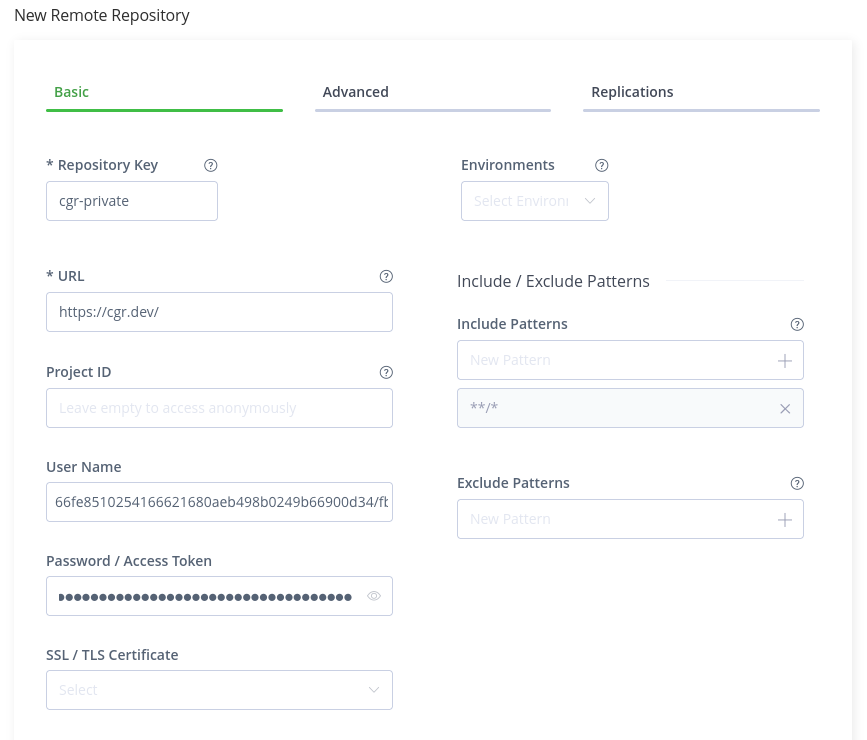 New Remote Repository
Basic
Advanced
Replications
* Repository Key
cgr-private
Environments
Select Environ
* URL
https://cgr.dev/
Project ID
Leave empty to access anonymously
User Name
66fe8510254166621680aeb498b0249b66900d34/fb
Password / Access Token
SSL / TLS Certificate
Select
Include / Exclude Patterns
Include Patterns
New Pattern
**/*
Exclude Patterns
New Pattern